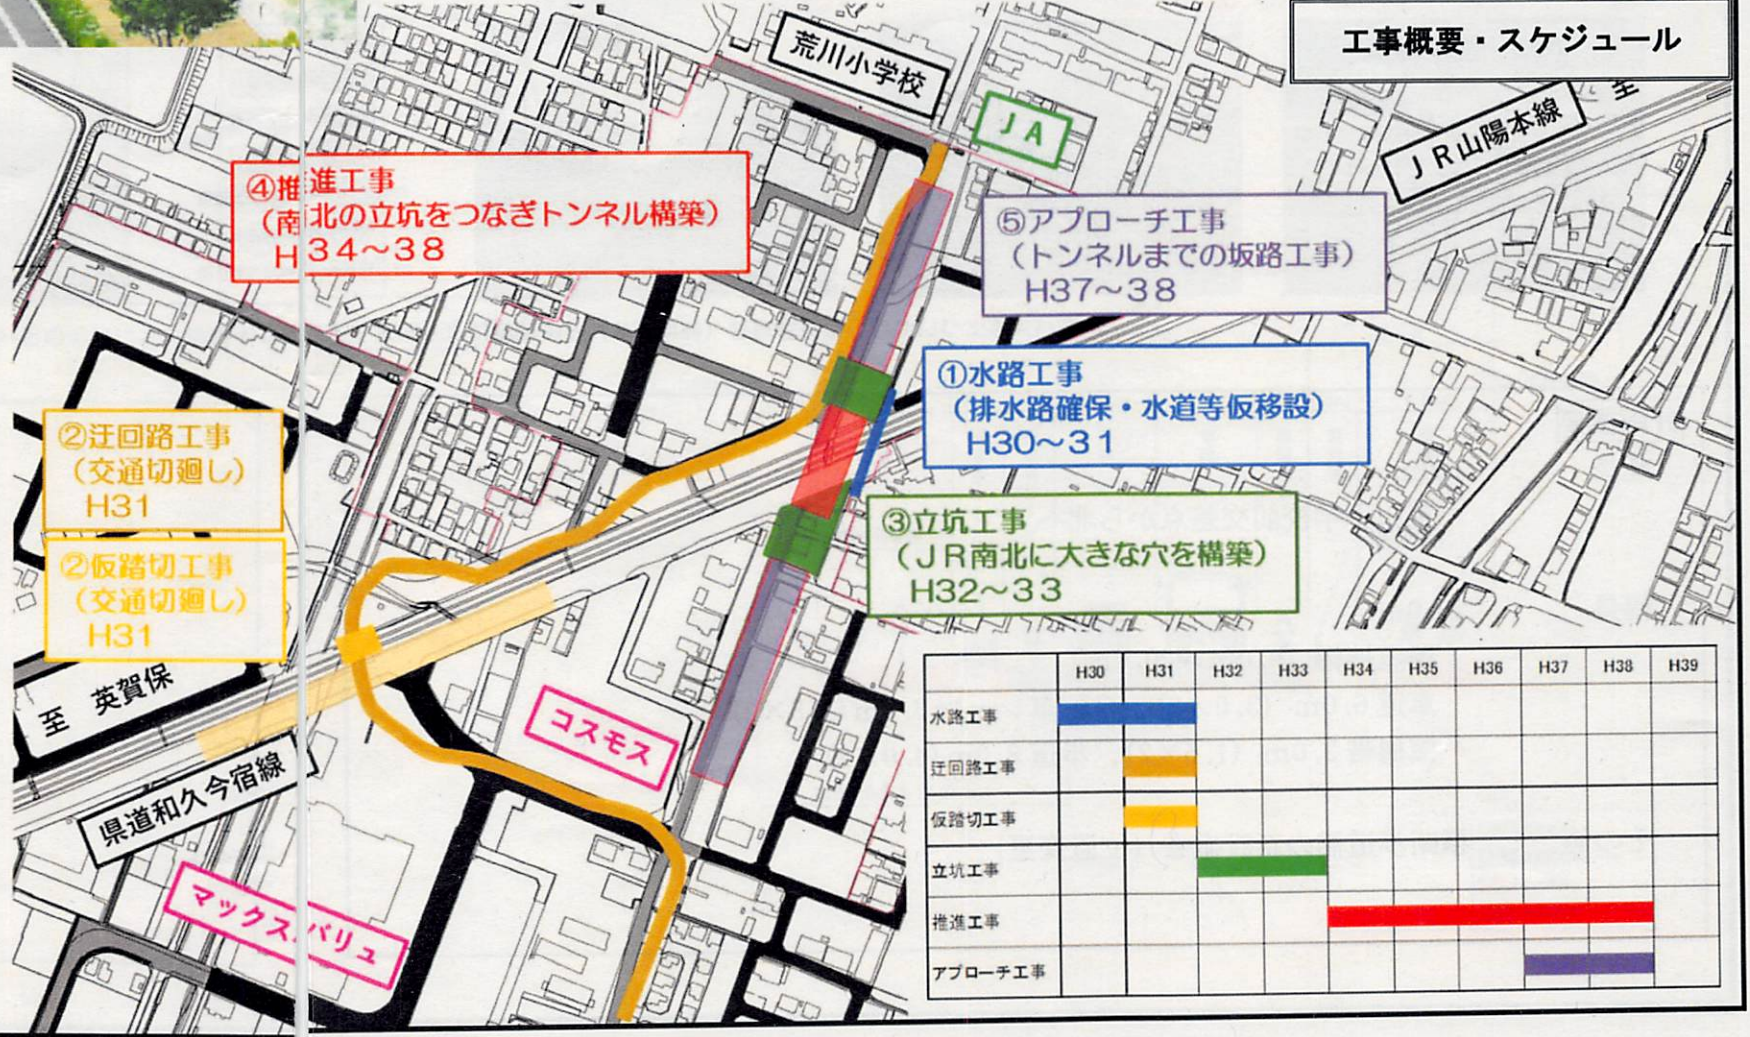 工事概要・スケジュール
荒川小学校
JA
至
JR山陽本線
④推進工事
(南北の立坑をつなぎトンネル構築)
H34～38
⑤アプローチ工事
(トンネルまでの坂路工事)
H37～38
①水路工事
(排水路確保・水道等仮移設)
H30～31
②迂回路工事
(交通切廻し)
H31
②仮踏切工事
(交通切廻し)
H31
③立坑工事
(JR南北に大きな穴を構築)
H32～33
至 英賀保
県道和久今宿線
コスモス
マックスバリュ
H30 H31 H32 H33 H34 H35 H36 H37 H38 H39
水路工事
迂回路工事
仮踏切工事
立坑工事
推進工事
アプローチ工事